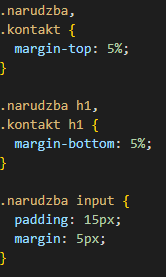 .narudzba,
.kontakt {
  margin-top: 5%;
}

.narudzba h1,
.kontakt h1 {
  margin-bottom: 5%;
}

.narudzba input {
  padding: 15px;
  margin: 5px;
}